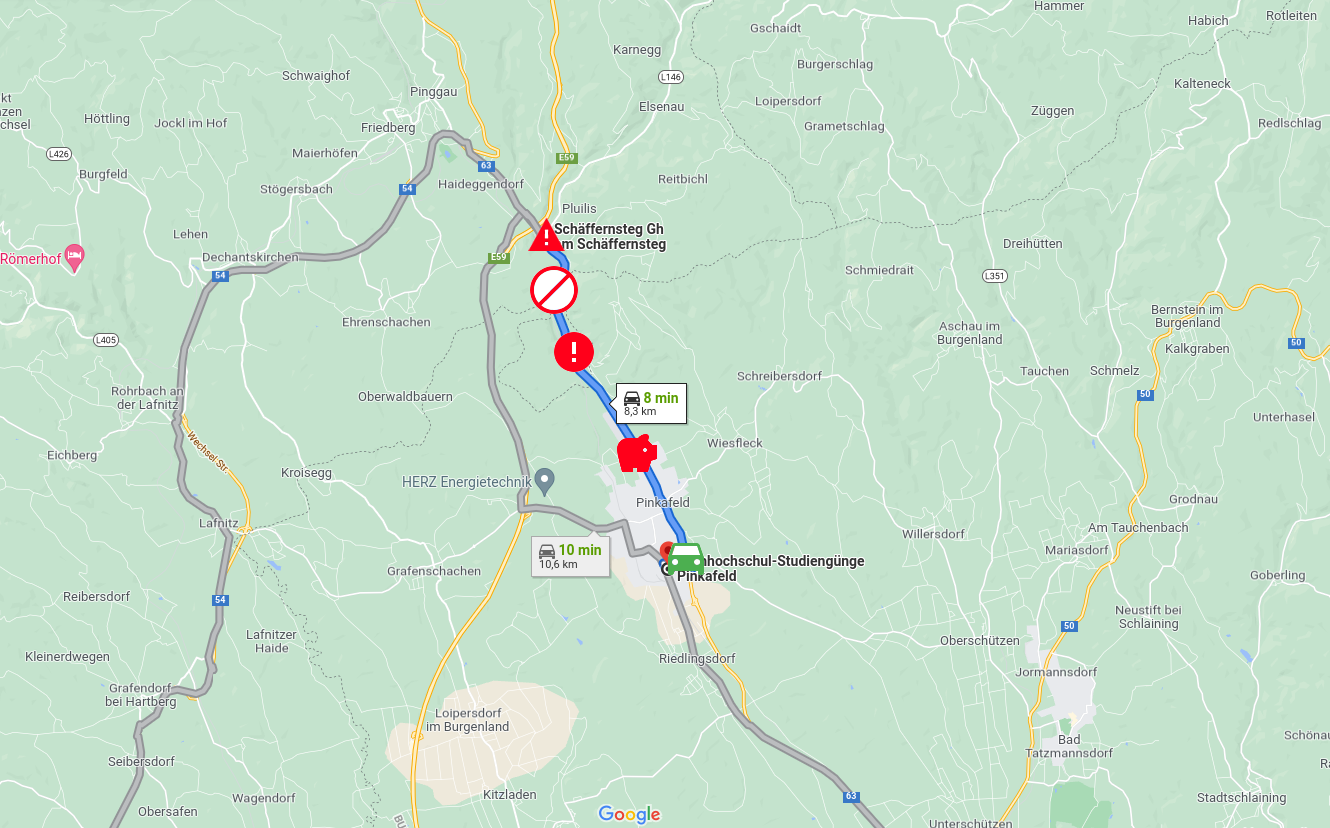 Hammer
Gschaidt
Habich
Rotleiten
Karnegg
Burgerschlag
Schwaighof
L146
Kalteneck
Pinggau
Elsenau
Loipersdorf
kt
nzen
chsel
Höttling
Jockl im Hof
Friedberg
Grametschlag
Züggen
Redlschlag
L426
Maierhöfen
63
E59
Burgfeld
Stögersbach
54
Haideggendorf
Reitbichl
Pluilis
Lehen
Schäffernsteg Gh
m Schäffernsteg
Dreihütten
Römerhof
Dechantskirchen
E59
54
Schmiedrait
L351
Ehrenschachen
Bernstein im
Burgenland
L405
Aschau im
Burgenland
50
Kalkgraben
Schreibersdorf
Tauchen
Schmelz
Rohrbach an
der Lafnitz
Oberwaldbauern
8 min
8,3 km
50
Unterhasel
Wechsel Str.
Wiesfleck
Eichberg
Kroisegg
HERZ Energietechnik
Pinkafeld
Grodnau
Lafnitz
Willersdorf
Am Tauchenbach
10 min
10,6 km
Mariasdorf
hochschul-Studiengünge
Pinkafeld
Grafenschachen
Goberling
Reibersdorf
54
Neustift bei
Schlaining
50
Lafnitzer
Haide
Oberschützen
Kleinerdwegen
Riedlingsdorf
Jormannsdorf
Grafendorf
bei Hartberg
Loipersdorf
im Burgenland
Bad
Tatzmannsdorf
Schönau
Seibersdorf
Kitzladen
Wagendorf
63
Stadtschlaining
Obersafen
Google
Unterschützen